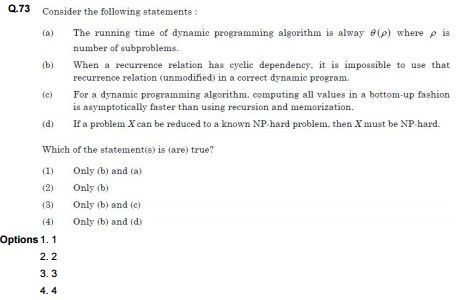 Q.73 Consider the following statements :
(a) The running time of dynamic programming algorithm is alway θ(ρ) where ρ is
number of subproblems.
(b) When a recurrence relation has cyclic dependency, it is impossible to use that
recurrence relation (unmodified) in a correct dynamic program.
(c) For a dynamic programming algorithm, computing all values in a bottom-up fashion
is asymptotically faster than using recursion and memorization.
(d) If a problem X can be reduced to a known NP-hard problem, then X must be NP-hard.
Which of the statement(s) is (are) true?
(1) Only (b) and (a)
(2) Only (b)
(3) Only (b) and (c)
(4) Only (b) and (d)
Options 1. 1
2. 2
3. 3
4. 4